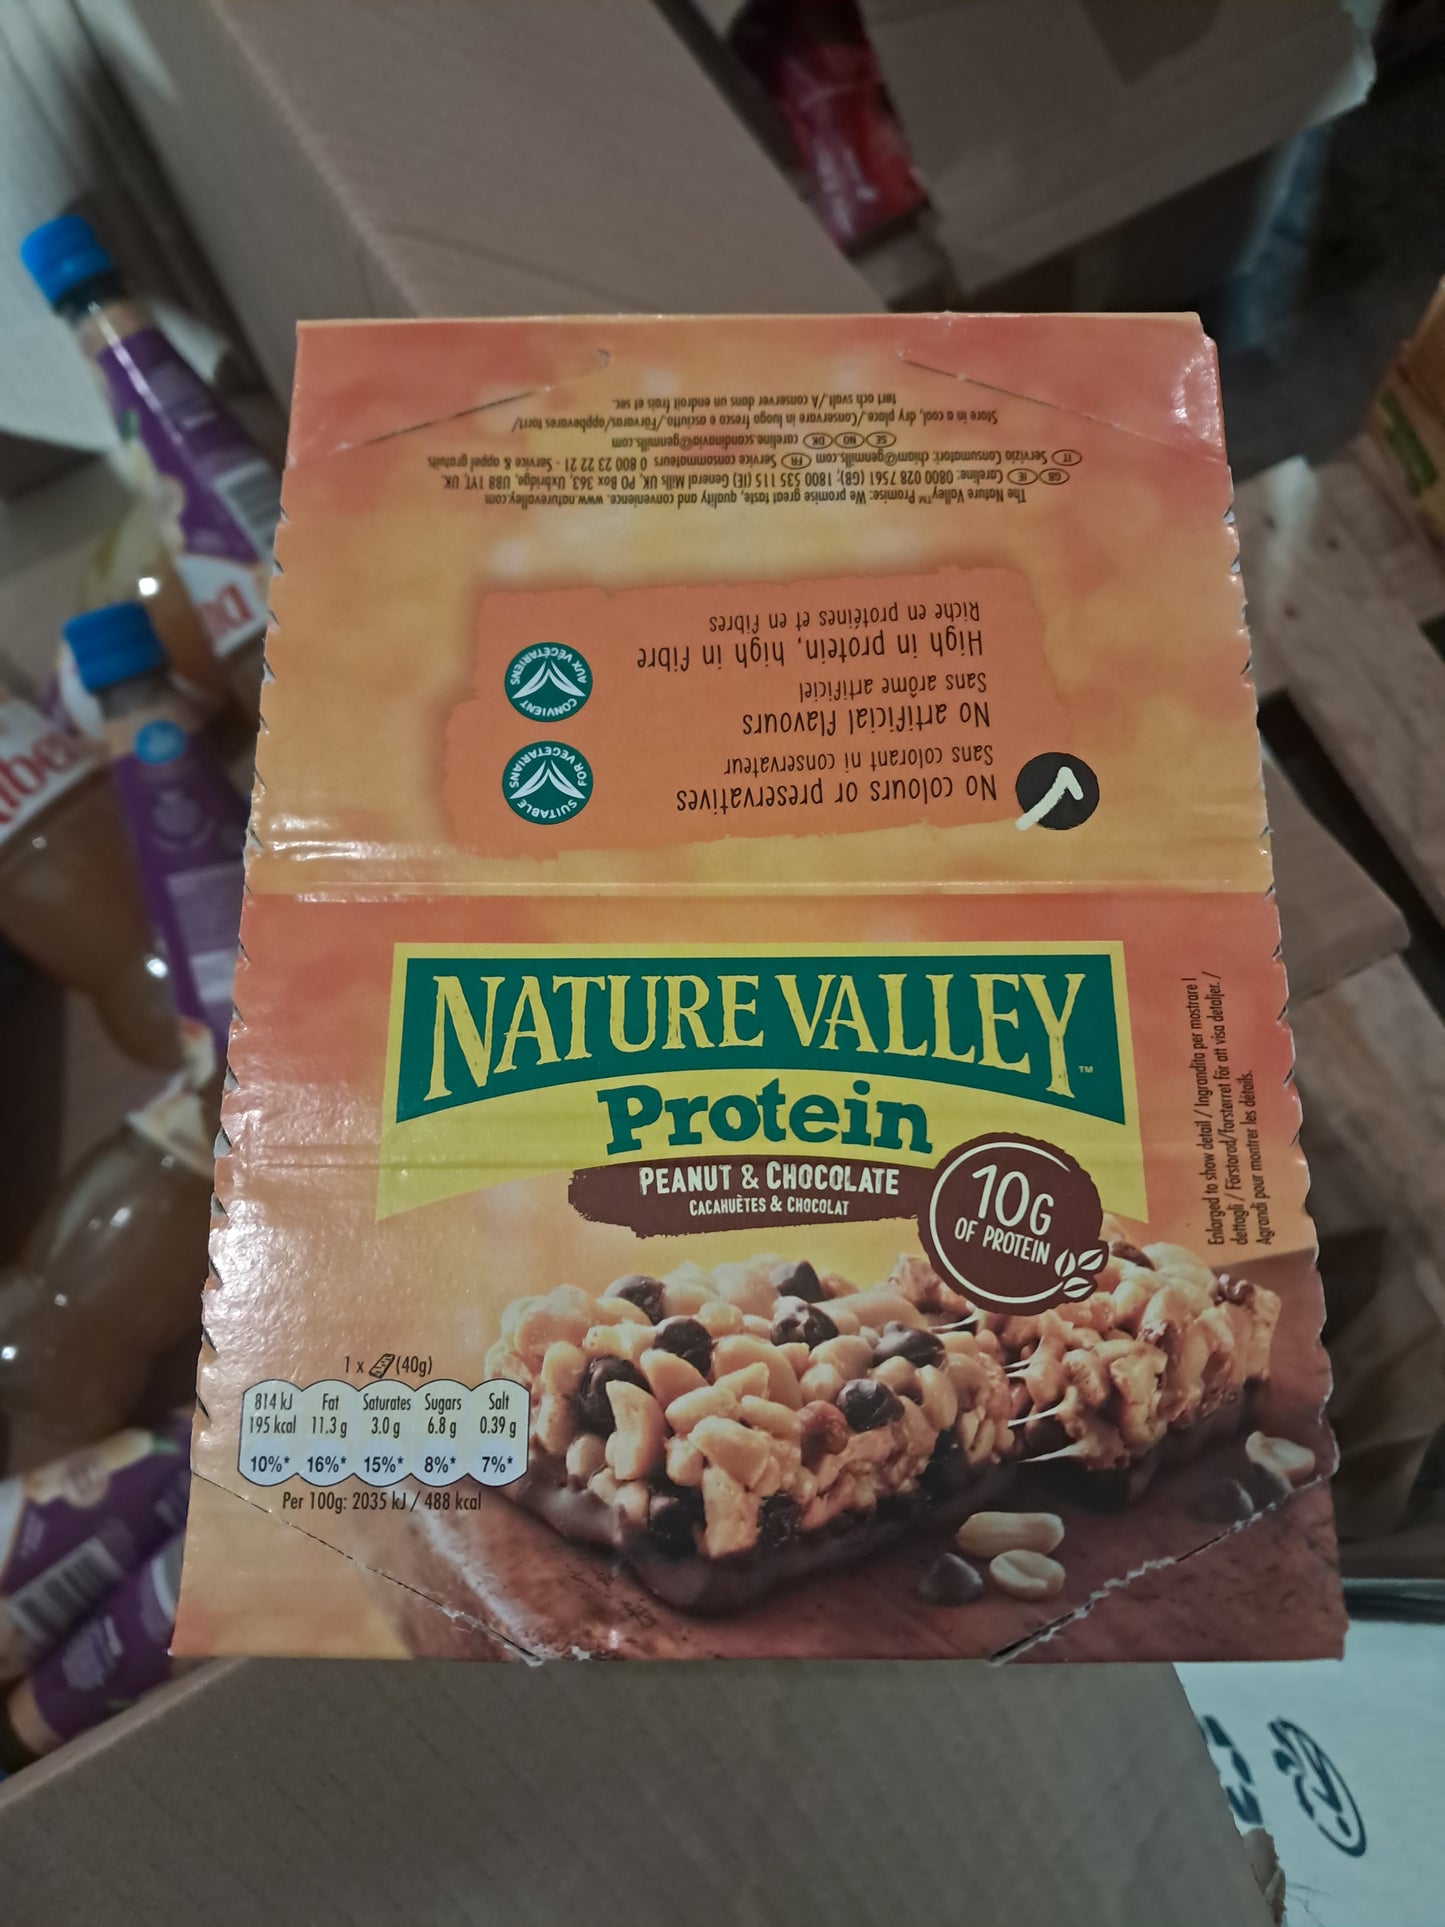 The Nature Valley™ Promise: We promise great taste, quality and convenience. www.naturevalley.com
GB IE Careline: 0800 028 7561 (GB); 1800 535 115 (IE) General Mills UK, PO Box 363, Uxbridge, UB8 1YT, UK.
IT Servizio Consumatori: chiam@genmills.com FR Service consommateurs 0 800 23 22 21 - Service & appel gratuits
SE NO DK careline.scandinavia@genmills.com
Store in a cool, dry place./Conservare in luogo fresco e asciutto./Förvaras/oppbevares torrt/
tørt och svalt./A conserver dans un endroit frais et sec.
No colours or preservatives
Sans colorant ni conservateur
No artificial flavours
Sans arôme artificiel
High in protein, high in fibre
Riche en protéines et en fibres
SUITABLE
FOR VEGETARIANS
CONVIENT
AUX VEGETARIENS
NATURE VALLEY™
Protein
PEANUT & CHOCOLATE
CACAHUÈTES & CHOCOLAT
10G
OF PROTEIN
Enlarged to show detail / Ingrandita per mostrare i
dettagli / Förstorad/forstørret för att visa detaljer. /
Agrandi pour montrer les détails.
1 x (40g)
814 kJ Fat Saturates Sugars Salt
195 kcal 11.3 g 3.0 g 6.8 g 0.39 g
10%* 16%* 15%* 8%* 7%*
Per 100g: 2035 kJ / 488 kcal